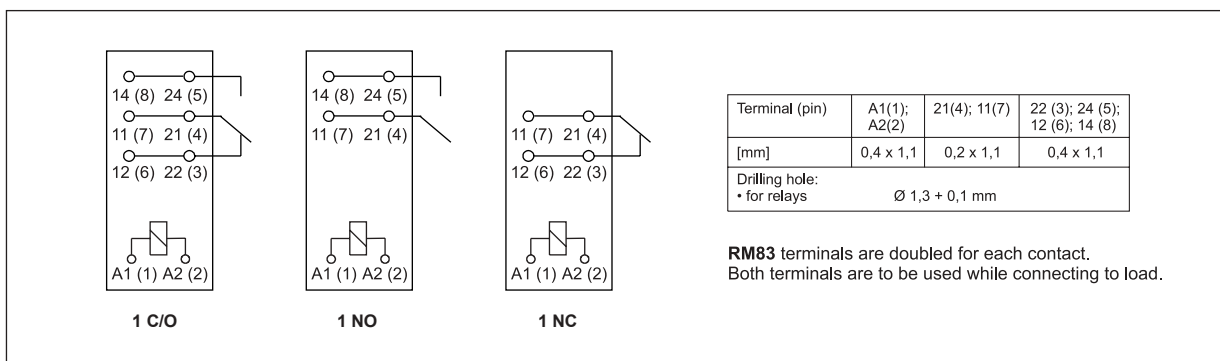 14 (8) 24 (5)
11 (7) 21 (4)
12 (6) 22 (3)
A1 (1) A2 (2)
1 C/O
14 (8) 24 (5)
11 (7) 21 (4)
A1 (1) A2 (2)
1 NO
11 (7) 21 (4)
12 (6) 22 (3)
A1 (1) A2 (2)
1 NC
Terminal (pin) A1(1); 21(4); 11(7) 22 (3); 24 (5);
A2(2) 12 (6); 14 (8)
[mm] 0,4 x 1,1 0,2 x 1,1 0,4 x 1,1
Drilling hole:
• for relays Ø 1,3 + 0,1 mm
RM83 terminals are doubled for each contact.
Both terminals are to be used while connecting to load.